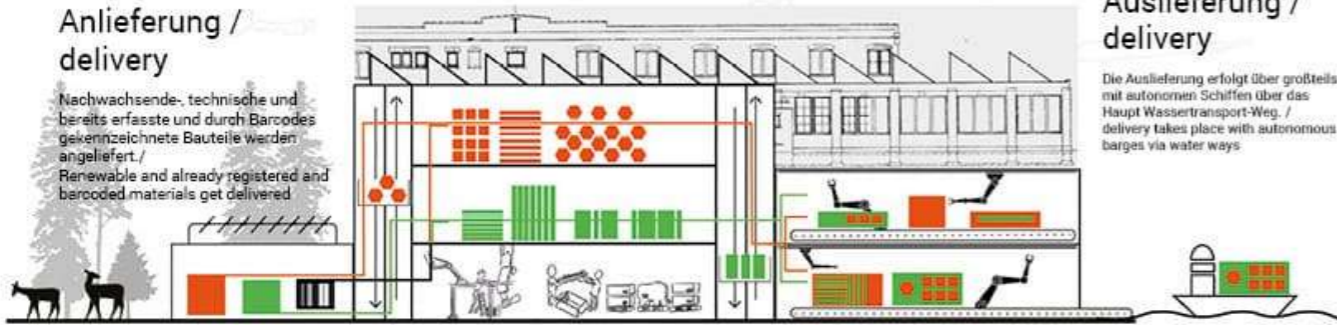 Anlieferung /
delivery
Nachwachsende-, technische und
bereits erfasste und durch Barcodes
gekennzeichnete Bauteile werden
angeliefert./
Renewable and already registered and
barcoded materials get delivered
Auslieferung /
delivery
Die Auslieferung erfolgt über großteils
mit autonomen Schiffen über das
Haupt Wassertransport-Weg. /
delivery takes place with autonomous
barges via water ways